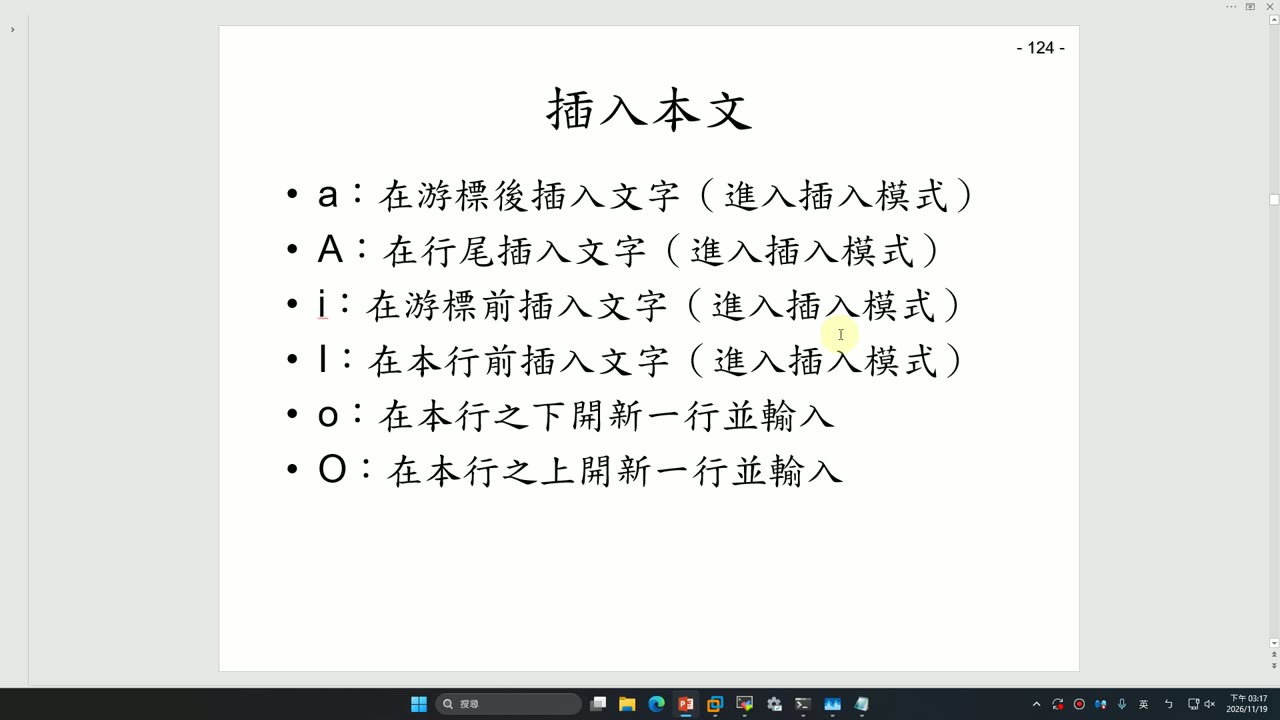 - 124 -
插入本文
• a：在游標後插入文字（進入插入模式）
• A：在行尾插入文字（進入插入模式）
• i：在游標前插入文字（進入插入模式）
• I：在本行前插入文字（進入插入模式）
• o：在本行之下開新一行並輸入
• O：在本行之上開新一行並輸入
搜尋
英
ㄅ
下午 03:17
2026/11/19